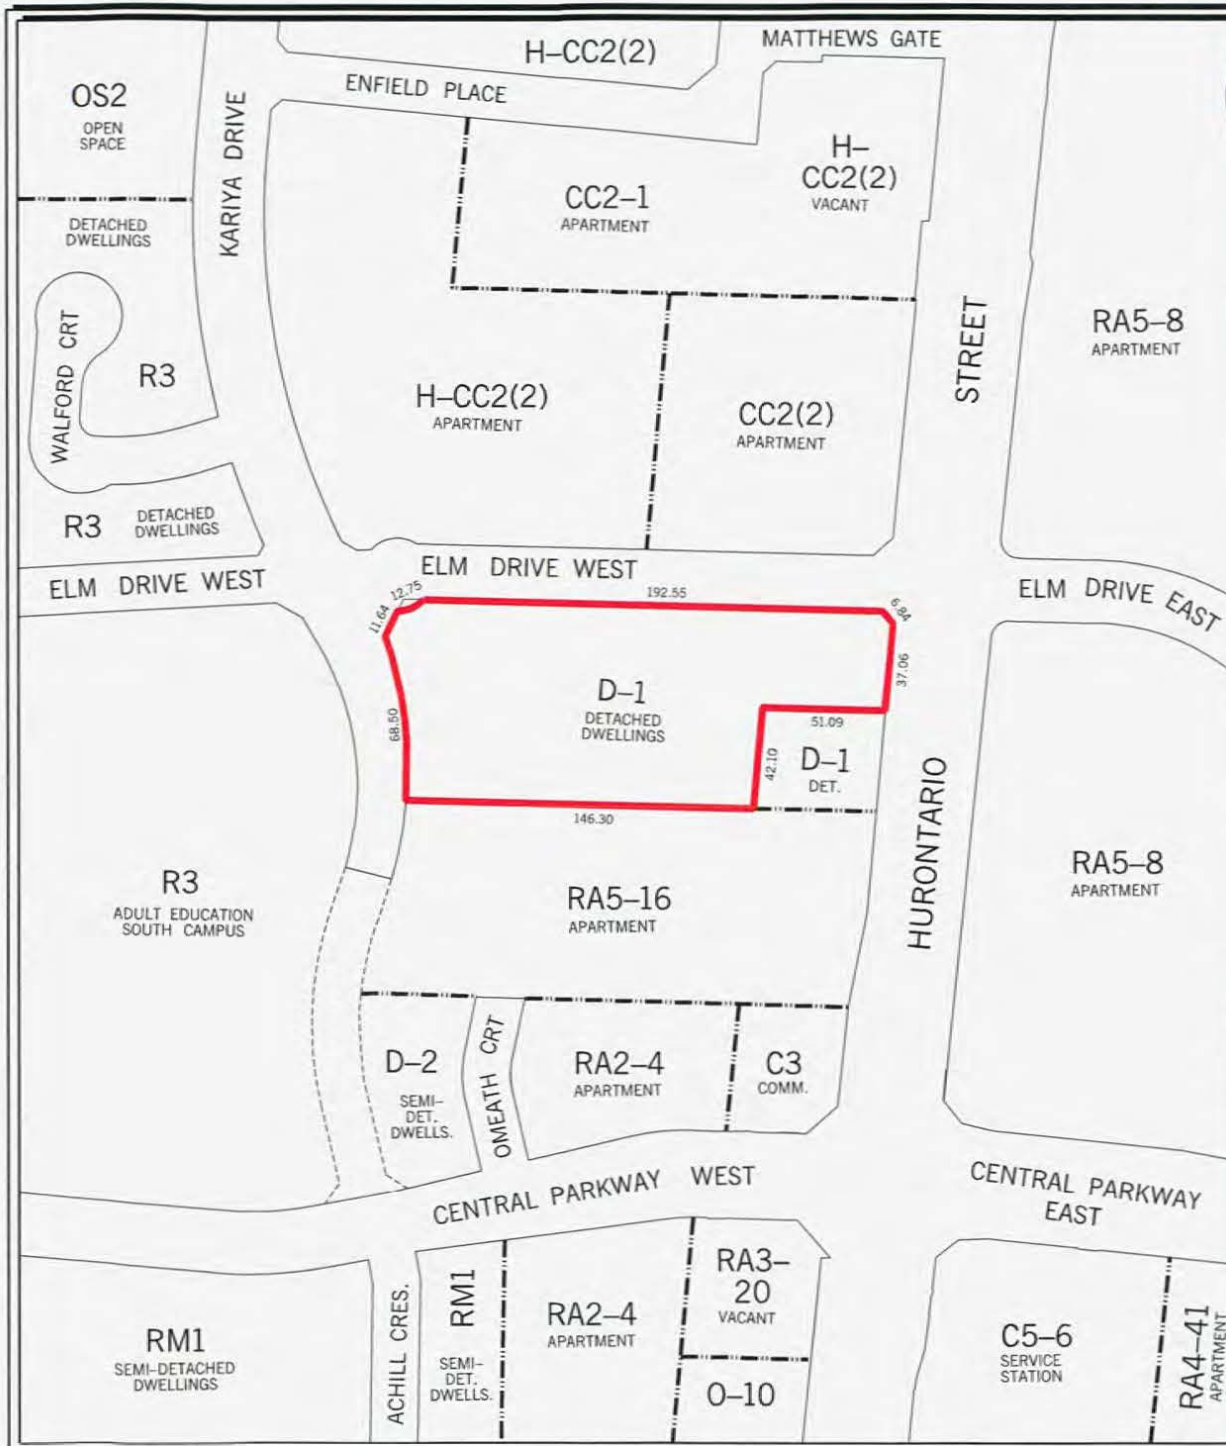 MATTHEWS GATE
H-CC2(2)
ENFIELD PLACE
OS2
OPEN
SPACE
KARIYA DRIVE
H-
CC2(2)
VACANT
CC2-1
APARTMENT
DETACHED
DWELLINGS
WALFORD CRT
R3
STREET
RA5-8
APARTMENT
H-CC2(2)
APARTMENT
CC2(2)
APARTMENT
R3
DETACHED
DWELLINGS
ELM DRIVE WEST
ELM DRIVE WEST
ELM DRIVE EAST
12.75
192.55
6.84
11.64
37.06
D-1
DETACHED
DWELLINGS
68.50
51.09
42.10
D-1
DET.
146.30
HURONTARIO
R3
ADULT EDUCATION
SOUTH CAMPUS
RA5-16
APARTMENT
RA5-8
APARTMENT
D-2
SEMI-
DET.
DWELLS.
OMEATH CRT
RA2-4
APARTMENT
C3
COMM.
CENTRAL PARKWAY WEST
CENTRAL PARKWAY
EAST
RM1
SEMI-DETACHED
DWELLINGS
ACHILL CRES.
RM1
SEMI-
DET.
DWELLS.
RA2-4
APARTMENT
RA3-
20
VACANT
O-10
C5-6
SERVICE
STATION
RA4-41
APARTMENT